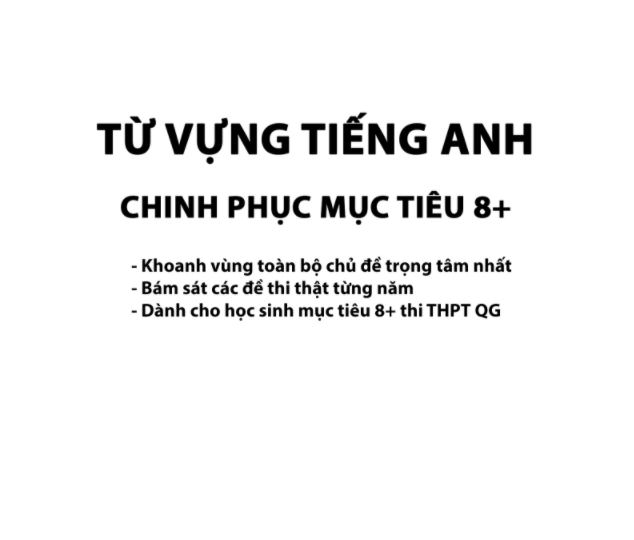 TỪ VỰNG TIẾNG ANH
CHINH PHỤC MỤC TIÊU 8+
- Khoanh vùng toàn bộ chủ đề trọng tâm nhất
- Bám sát các đề thi thật từng năm
- Dành cho học sinh mục tiêu 8+ thi THPT QG